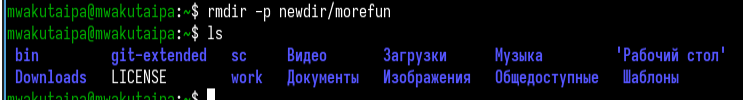 mwakutaipa@mwakutaipa:~$ rmdir -p newdir/morefun
mwakutaipa@mwakutaipa:~$ ls
bin git-extended sc Видео Загрузки Музыка 'Рабочий стол'
Downloads LICENSE work Документы Изображения Общедоступные Шаблоны
mwakutaipa@mwakutaipa:~$